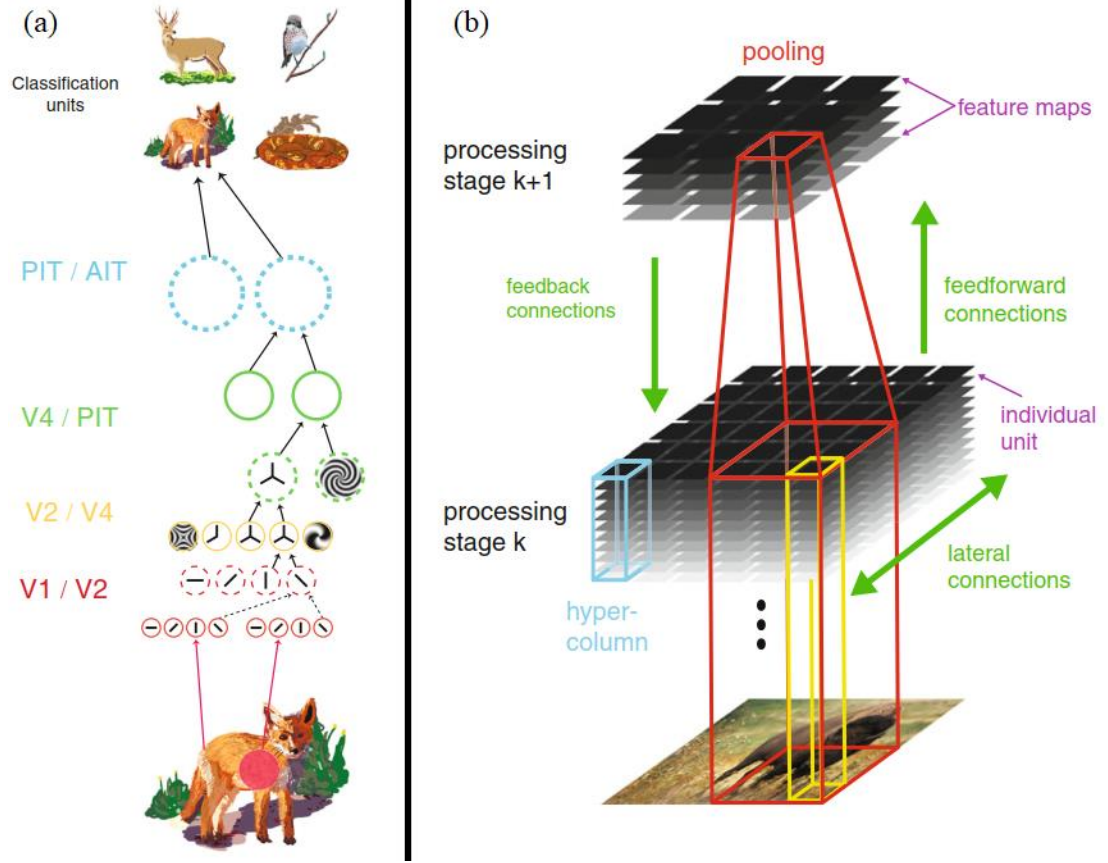 (a)
Classification
units
PIT / AIT
V4 / PIT
V2 / V4
V1 / V2
(b)
pooling
feature maps
processing
stage k+1
feedback
connections
feedforward
connections
individual
unit
processing
stage k
lateral
connections
hyper-
column